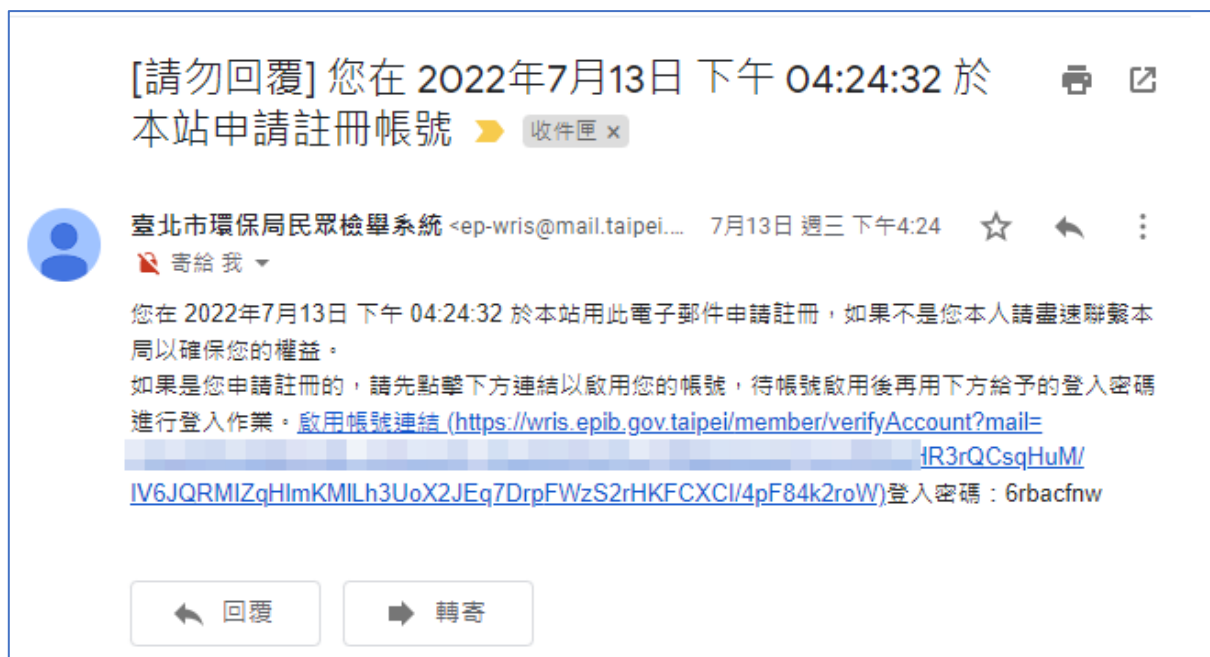 [請勿回覆] 您在 2022年7月13日 下午 04:24:32 於
本站申請註冊帳號 收件匣 ×
臺北市環保局民眾檢舉系統 <ep-wris@mail.taipei.... 7月13日 週三 下午4:24
寄給 我
您在 2022年7月13日 下午 04:24:32 於本站用此電子郵件申請註冊，如果不是您本人請盡速聯繫本
局以確保您的權益。
如果是您申請註冊的，請先點擊下方連結以啟用您的帳號，待帳號啟用後再用下方給予的登入密碼
進行登入作業。啟用帳號連結 (https://wris.epib.gov.taipei/member/verifyAccount?mail=
HR3rQCsqHuM/
IV6JQRMIZqHlmKMlLh3UoX2JEq7DrpFWzS2rHKFCXCI/4pF84k2roW)登入密碼：6rbacfnw
回覆 轉寄